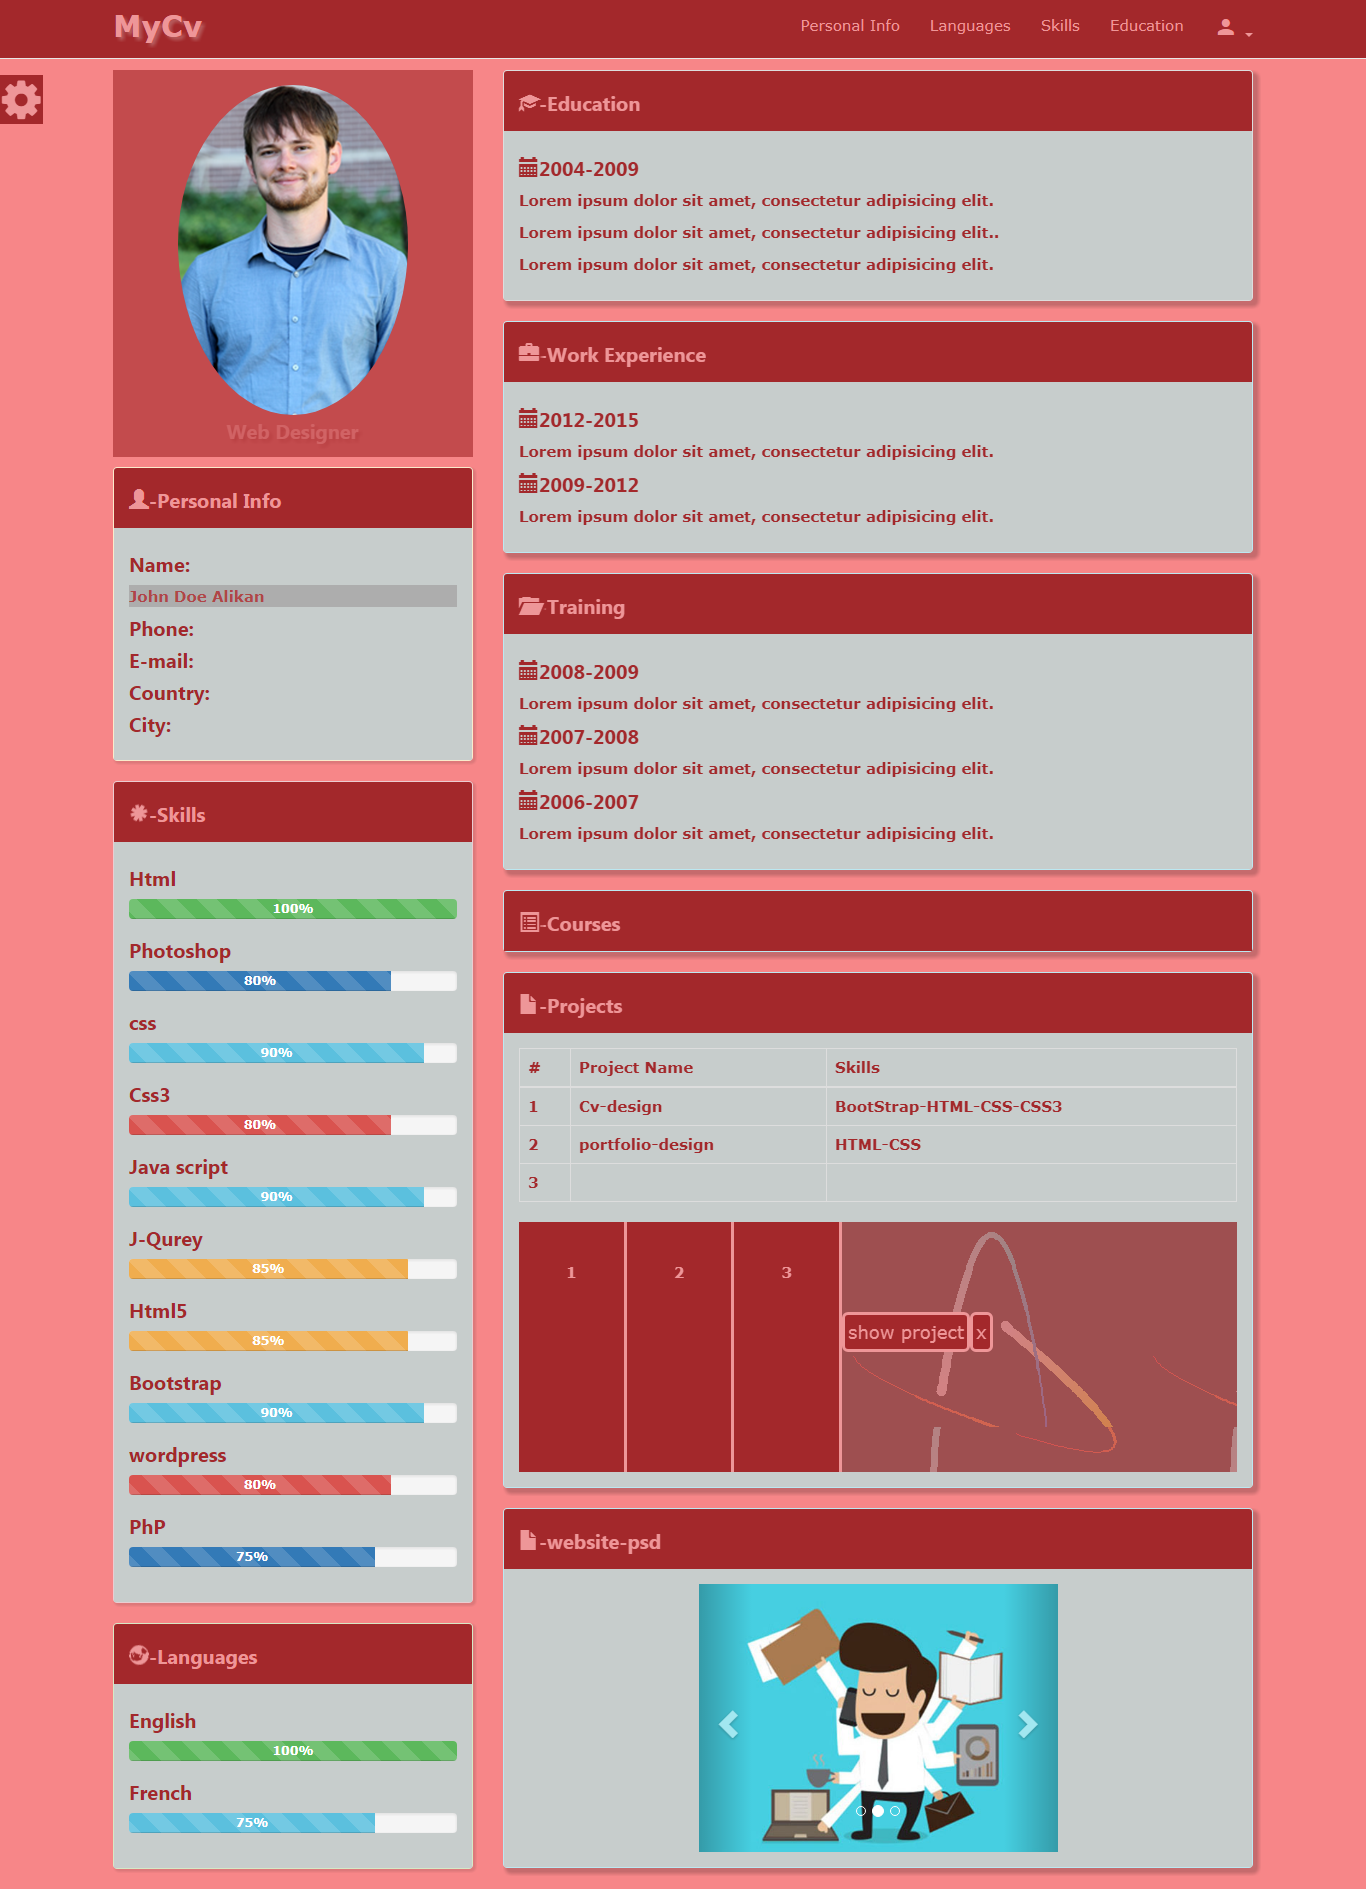 MyCv
Personal Info Languages Skills Education
Web Designer
-Personal Info
Name:
John Doe Alikan
Phone:
E-mail:
Country:
City:
-Skills
Html
100%
Photoshop
80%
css
90%
Css3
80%
Java script
90%
J-Qurey
85%
Html5
85%
Bootstrap
90%
wordpress
80%
PhP
75%
-Languages
English
100%
French
75%
-Education
2004-2009
Lorem ipsum dolor sit amet, consectetur adipisicing elit.
Lorem ipsum dolor sit amet, consectetur adipisicing elit..
Lorem ipsum dolor sit amet, consectetur adipisicing elit.
-Work Experience
2012-2015
Lorem ipsum dolor sit amet, consectetur adipisicing elit.
2009-2012
Lorem ipsum dolor sit amet, consectetur adipisicing elit.
-Training
2008-2009
Lorem ipsum dolor sit amet, consectetur adipisicing elit.
2007-2008
Lorem ipsum dolor sit amet, consectetur adipisicing elit.
2006-2007
Lorem ipsum dolor sit amet, consectetur adipisicing elit.
-Courses
-Projects
# Project Name Skills
1 Cv-design BootStrap-HTML-CSS-CSS3
2 portfolio-design HTML-CSS
3
1 2 3
show project x
-website-psd